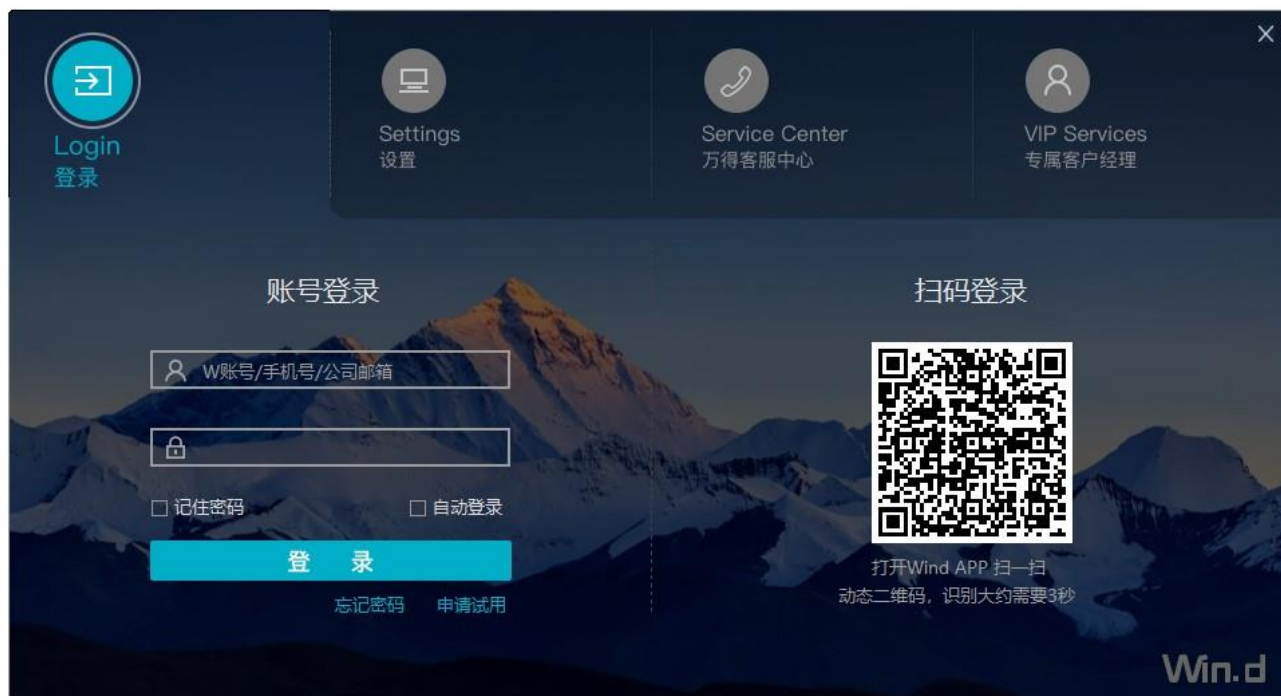 Login
登录
Settings
设置
Service Center
万得客服中心
VIP Services
专属客户经理
账号登录
W账号/手机号/公司邮箱
记住密码
自动登录
登 录
忘记密码
申请试用
扫码登录
打开Wind APP 扫一扫
动态二维码，识别大约需要3秒
Win.d